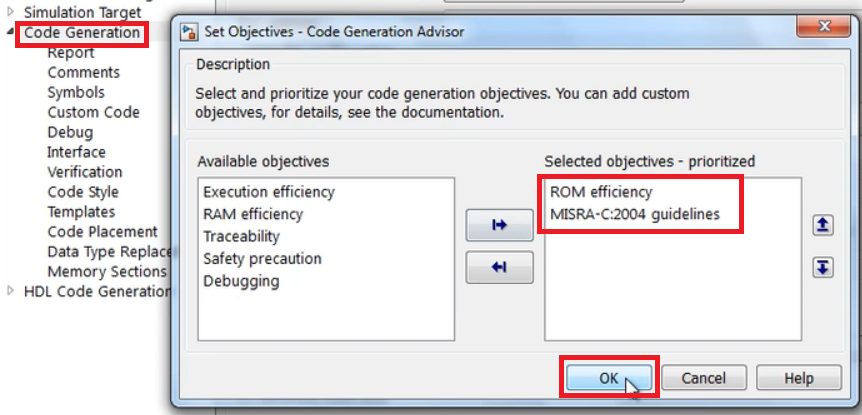 Simulation Target
Code Generation
Report
Comments
Symbols
Custom Code
Debug
Interface
Verification
Code Style
Templates
Code Placement
Data Type Replace
Memory Sections
HDL Code Generation
Set Objectives - Code Generation Advisor
Description
Select and prioritize your code generation objectives. You can add custom
objectives, for details, see the documentation.
Available objectives
Execution efficiency
RAM efficiency
Traceability
Safety precaution
Debugging
Selected objectives - prioritized
ROM efficiency
MISRA-C:2004 guidelines
OK
Cancel
Help